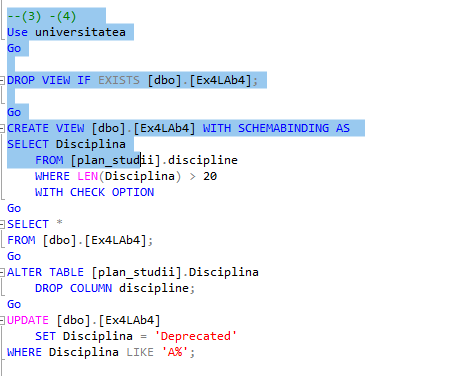 --(3) -(4)
Use universitatea
Go
DROP VIEW IF EXISTS [dbo].[Ex4LAb4];
Go
CREATE VIEW [dbo].[Ex4LAb4] WITH SCHEMABINDING AS
SELECT Disciplina
FROM [plan_studii].discipline
WHERE LEN(Disciplina) > 20
WITH CHECK OPTION
Go
SELECT *
FROM [dbo].[Ex4LAb4];
Go
ALTER TABLE [plan_studii].Disciplina
DROP COLUMN discipline;
Go
UPDATE [dbo].[Ex4LAb4]
SET Disciplina = 'Deprecated'
WHERE Disciplina LIKE 'A%';